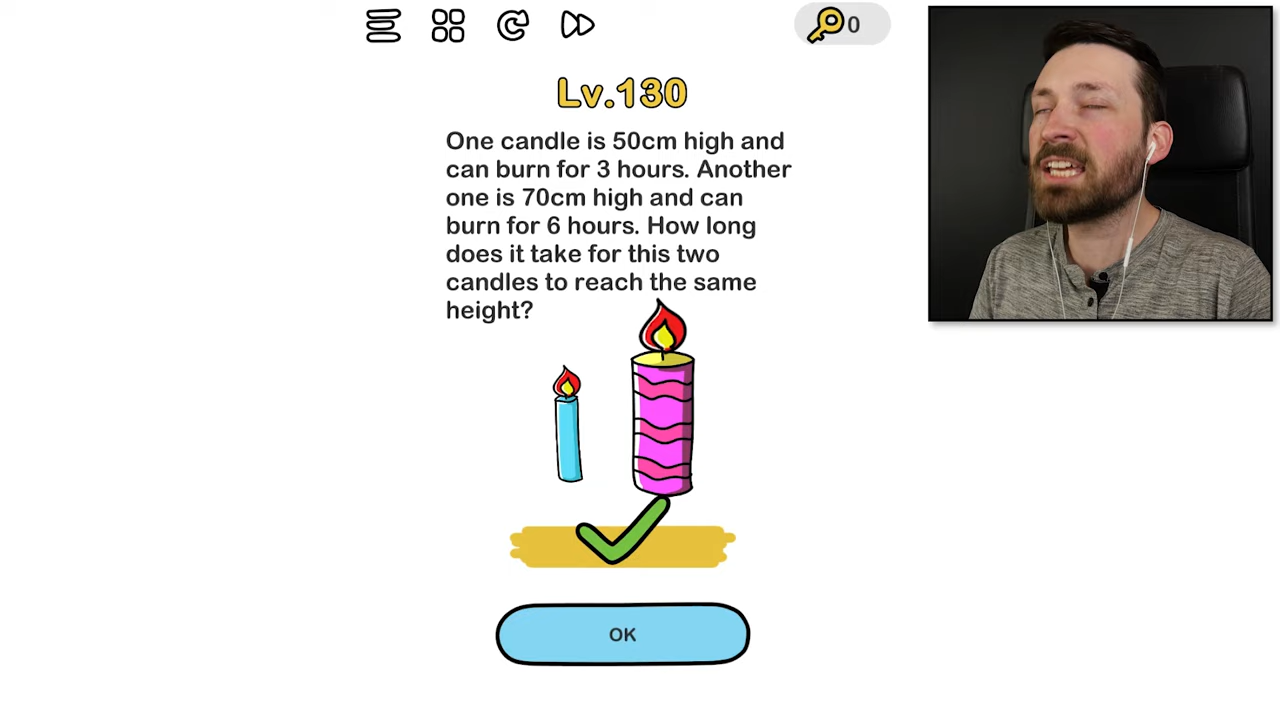 0
Lv.130
One candle is 50cm high and
can burn for 3 hours. Another
one is 70cm high and can
burn for 6 hours. How long
does it take for this two
candles to reach the same
height?
OK